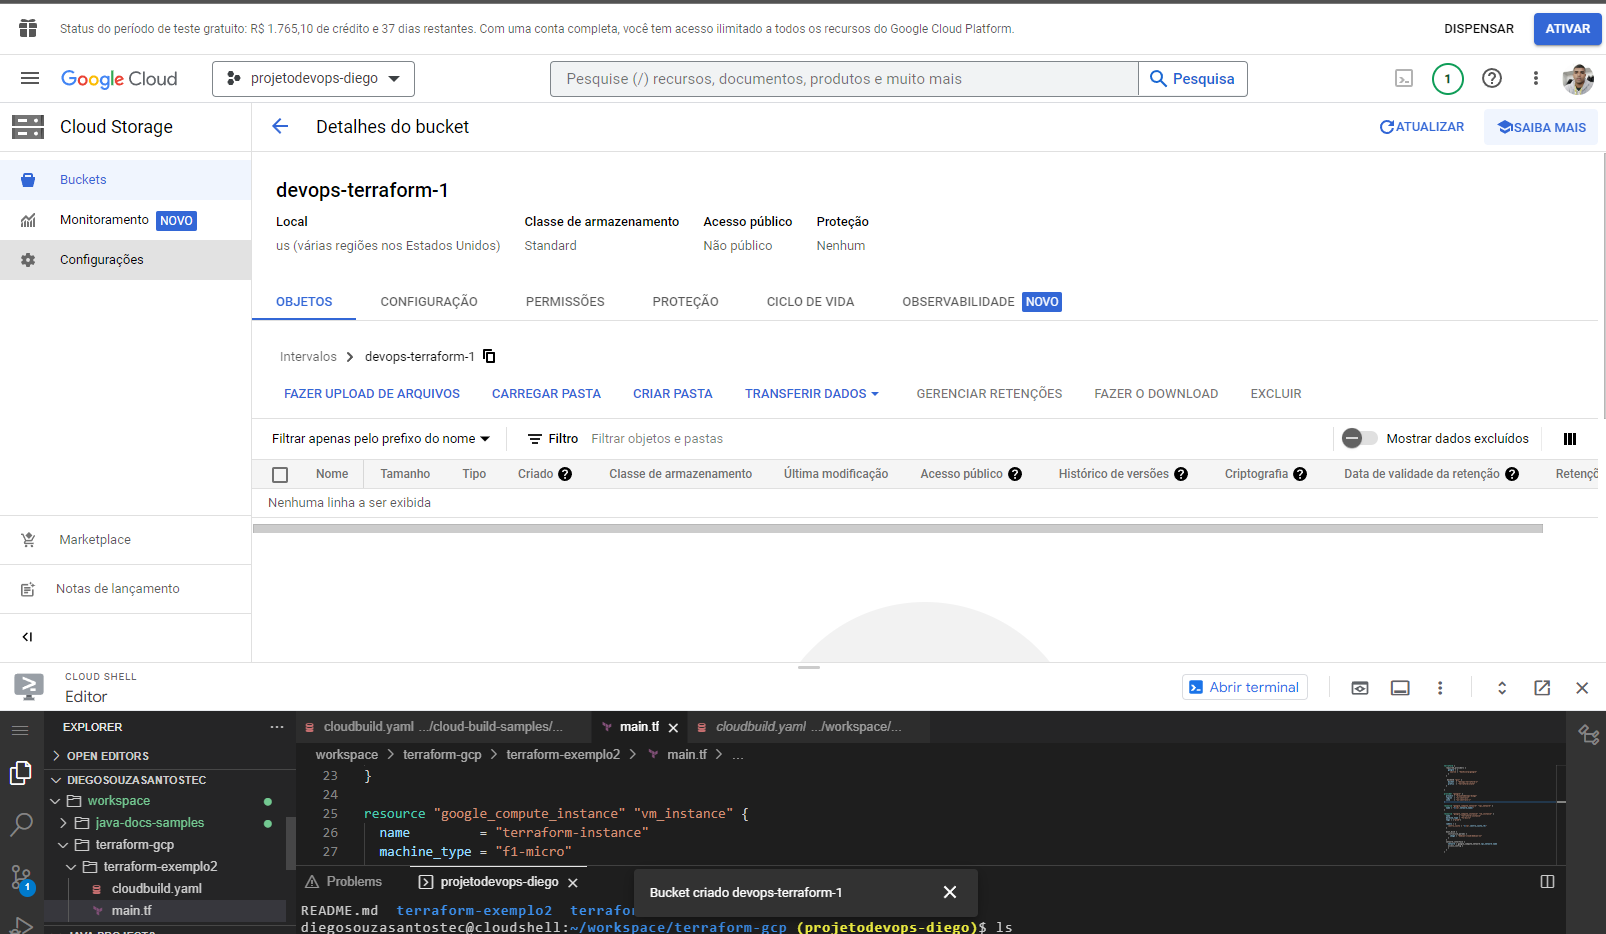 Status do período de teste gratuito: R$ 1.765,10 de crédito e 37 dias restantes. Com uma conta completa, você tem acesso ilimitado a todos os recursos do Google Cloud Platform.
DISPENSAR
ATIVAR
Google Cloud
projetodevops-diego
Pesquise (/) recursos, documentos, produtos e muito mais
Pesquisa
1
Cloud Storage
Detalhes do bucket
ATUALIZAR
SAIBA MAIS
Buckets
Monitoramento NOVO
Configurações
Marketplace
Notas de lançamento
devops-terraform-1
Local
Classe de armazenamento
Acesso público
Proteção
us (várias regiões nos Estados Unidos)
Standard
Não público
Nenhum
OBJETOS
CONFIGURAÇÃO
PERMISSÕES
PROTEÇÃO
CICLO DE VIDA
OBSERVABILIDADE NOVO
Intervalos
devops-terraform-1
FAZER UPLOAD DE ARQUIVOS
CARREGAR PASTA
CRIAR PASTA
TRANSFERIR DADOS
GERENCIAR RETENÇÕES
FAZER O DOWNLOAD
EXCLUIR
Filtrar apenas pelo prefixo do nome
Filtro
Filtrar objetos e pastas
Mostrar dados excluídos
Nome
Tamanho
Tipo
Criado
Classe de armazenamento
Última modificação
Acesso público
Histórico de versões
Criptografia
Data de validade da retenção
Retençõ
Nenhuma linha a ser exibida
CLOUD SHELL
Editor
Abrir terminal
EXPLORER
OPEN EDITORS
DIEGOSOUZASANTOSTEC
workspace
java-docs-samples
terraform-gcp
terraform-exemplo2
cloudbuild.yaml
main.tf
1
cloudbuild.yaml .../cloud-build-samples/...
main.tf
cloudbuild.yaml .../workspace/...
workspace > terraform-gcp > terraform-exemplo2 > main.tf > ...
23 }
24
25 resource "google_compute_instance" "vm_instance" {
26 name = "terraform-instance"
27 machine_type = "f1-micro"
Problems
projetodevops-diego
Bucket criado devops-terraform-1
README.md terraform-exemplo2 terrafor
diegosouzasantostec@cloudshell:~/workspace/terraform-gcp (projetodevops-diego)$ ls